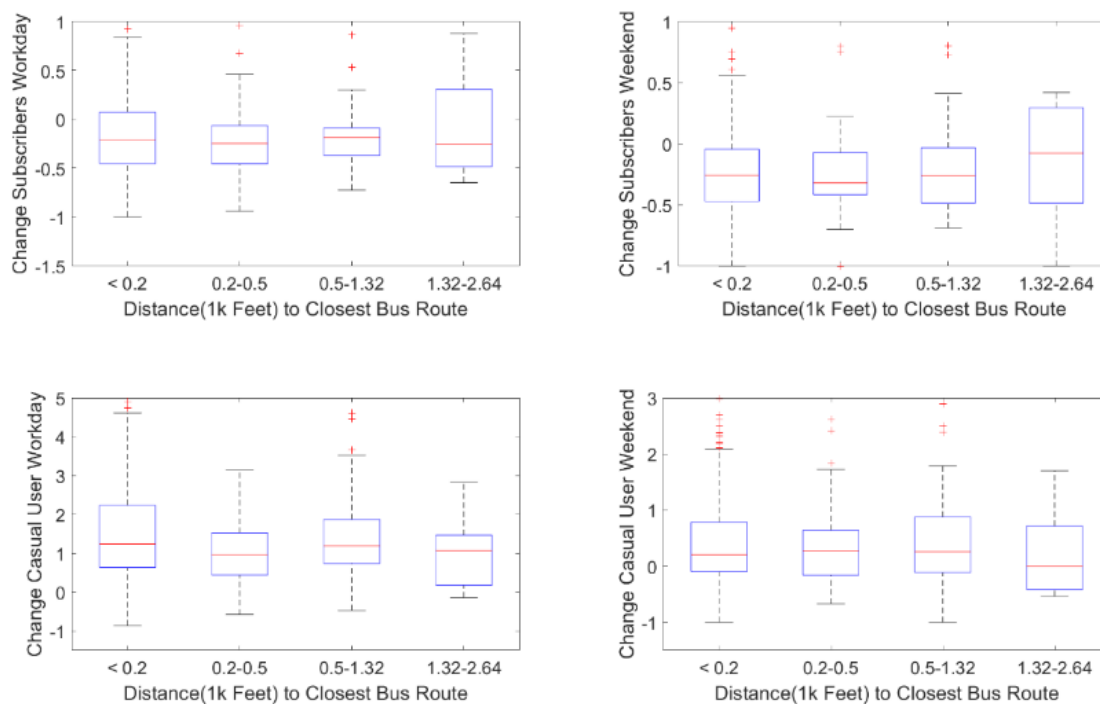 Change Subscribers Workday
1
0.5
0
-0.5
-1
-1.5
< 0.2 0.2-0.5 0.5-1.32 1.32-2.64
Distance(1k Feet) to Closest Bus Route
Change Subscribers Weekend
1
0.5
0
-0.5
-1
< 0.2 0.2-0.5 0.5-1.32 1.32-2.64
Distance(1k Feet) to Closest Bus Route
Change Casual User Workday
5
4
3
2
1
0
-1
< 0.2 0.2-0.5 0.5-1.32 1.32-2.64
Distance(1k Feet) to Closest Bus Route
Change Casual User Weekend
3
2
1
0
-1
< 0.2 0.2-0.5 0.5-1.32 1.32-2.64
Distance(1k Feet) to Closest Bus Route